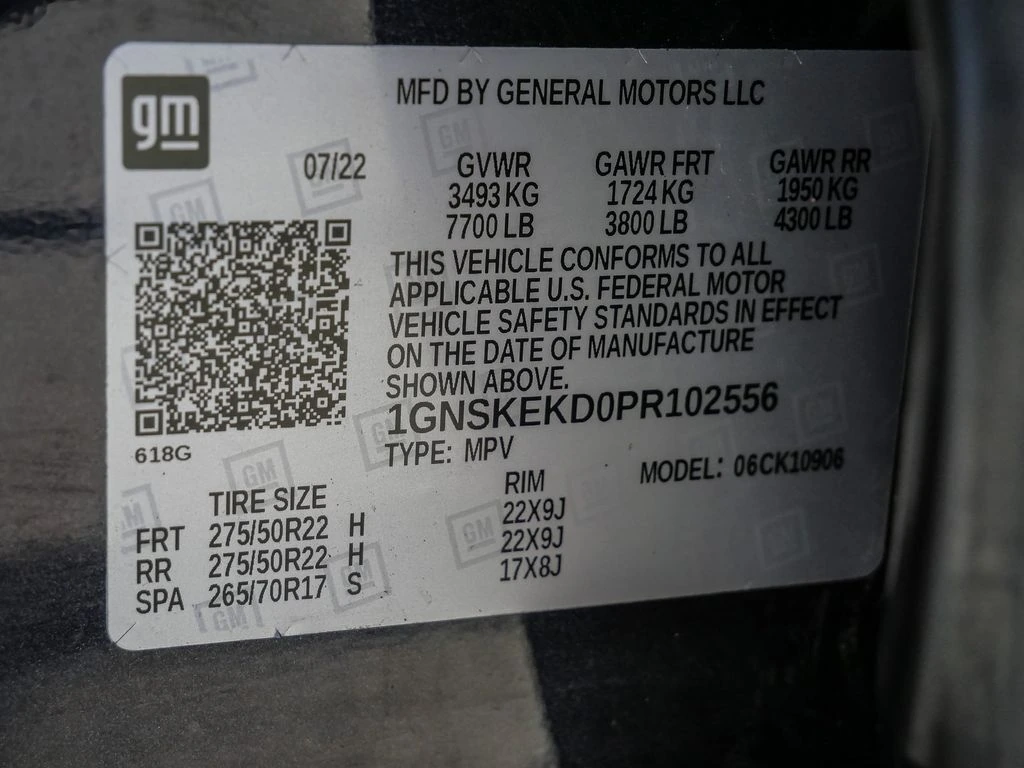 gm
MFD BY GENERAL MOTORS LLC
07/22 GVWR GAWR FRT GAWR RR
3493 KG 1724 KG 1950 KG
7700 LB 3800 LB 4300 LB
THIS VEHICLE CONFORMS TO ALL
APPLICABLE U.S. FEDERAL MOTOR
VEHICLE SAFETY STANDARDS IN EFFECT
ON THE DATE OF MANUFACTURE
SHOWN ABOVE.
1GNSKEKD0PR102556
618G
TYPE: MPV MODEL: 06CK10906
TIRE SIZE RIM
FRT 275/50R22 H 22X9J
RR 275/50R22 H 22X9J
SPA 265/70R17 S 17X8J